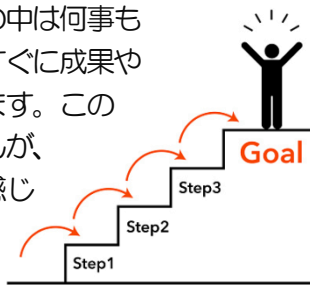 の中は何事も
すぐに成果や
ます。この
んが、
感じ
Goal
Step3
Step2
Step1